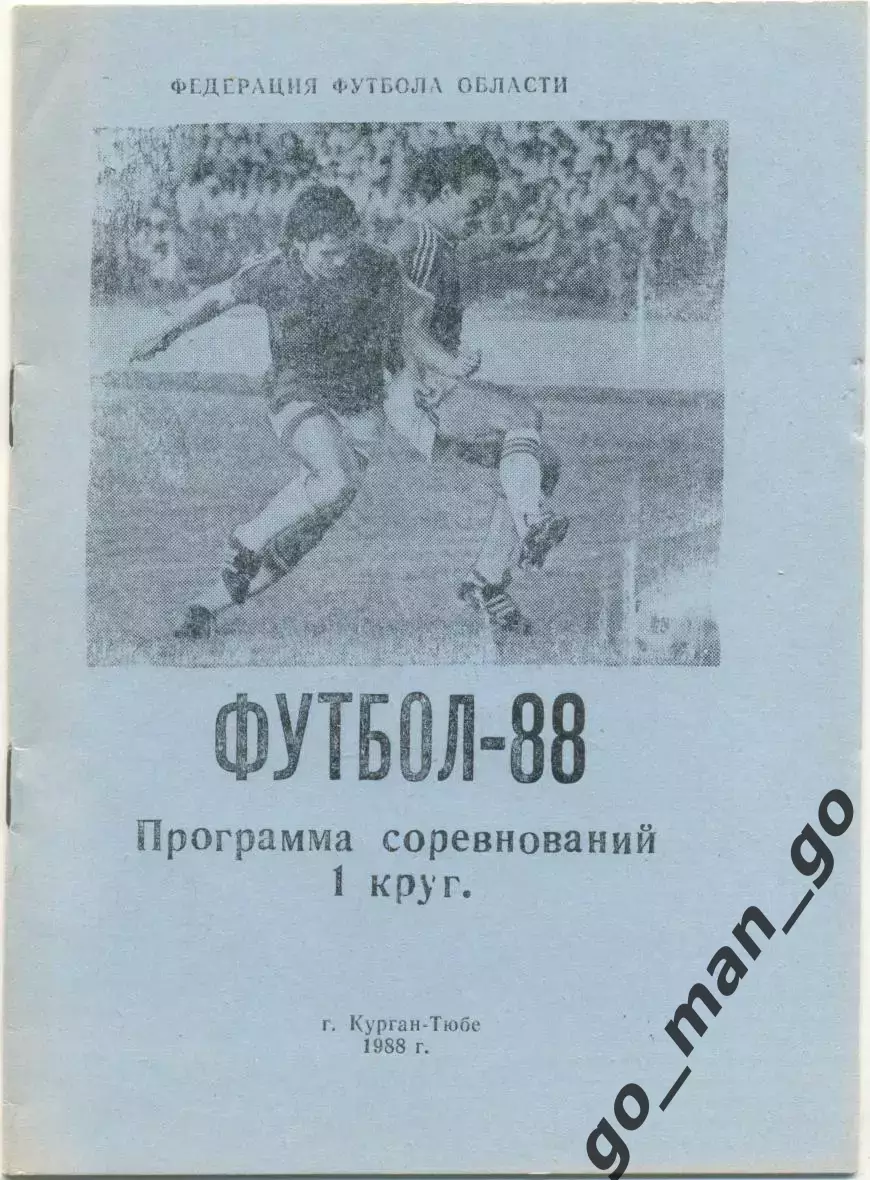 ФЕДЕРАЦИЯ ФУТБОЛА ОБЛАСТИ
ФУТБОЛ-88
Программа соревнований
1 круг.
г. Курган-Тюбе
1988 г.
go_man_go